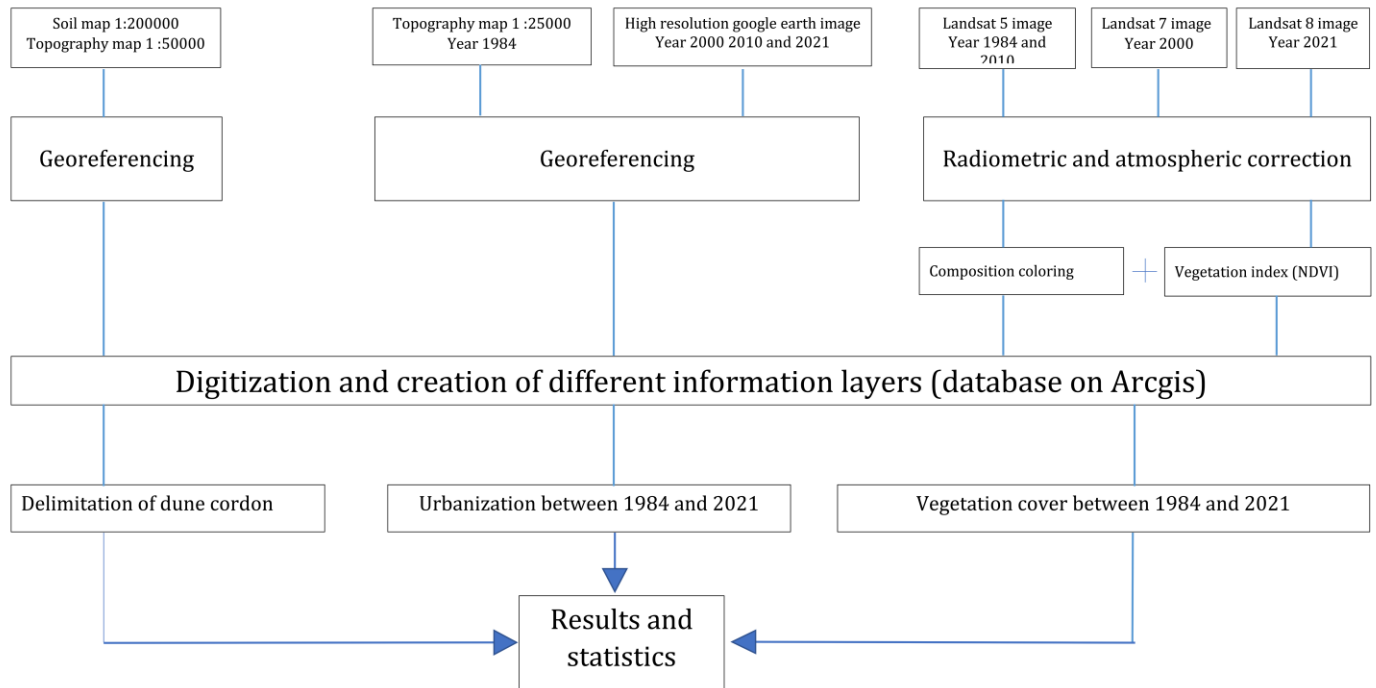 Soil map 1:200000
Topography map 1 :50000
Topography map 1 :25000
Year 1984
High resolution google earth image
Year 2000 2010 and 2021
Landsat 5 image
Year 1984 and
2010
Landsat 7 image
Year 2000
Landsat 8 image
Year 2021
Georeferencing
Georeferencing
Radiometric and atmospheric correction
Composition coloring
Vegetation index (NDVI)
Digitization and creation of different information layers (database on Arcgis)
Delimitation of dune cordon
Urbanization between 1984 and 2021
Vegetation cover between 1984 and 2021
Results and
statistics